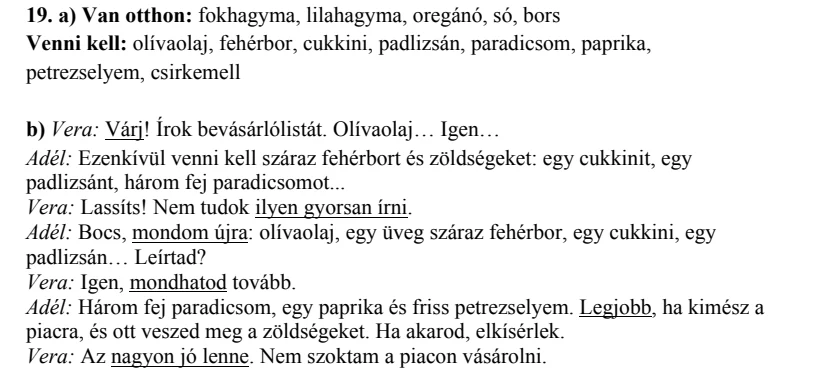 19. a) Van otthon: fokhagyma, lilahagyma, oregánó, só, bors
Venni kell: olívaolaj, fehérbor, cukkini, padlizsán, paradicsom, paprika,
petrezselyem, csirkemell
b) Vera: Várj! Írok bevásárlólistát. Olívaolaj… Igen…
Adél: Ezenkívül venni kell száraz fehérbort és zöldségeket: egy cukkinit, egy
padlizsánt, három fej paradicsomot...
Vera: Lassíts! Nem tudok ilyen gyorsan írni.
Adél: Bocs, mondom újra: olívaolaj, egy üveg száraz fehérbor, egy cukkini, egy
padlizsán… Leírtad?
Vera: Igen, mondhatod tovább.
Adél: Három fej paradicsom, egy paprika és friss petrezselyem. Legjobb, ha kimész a
piacra, és ott veszed meg a zöldségeket. Ha akarod, elkísérlek.
Vera: Az nagyon jó lenne. Nem szoktam a piacon vásárolni.